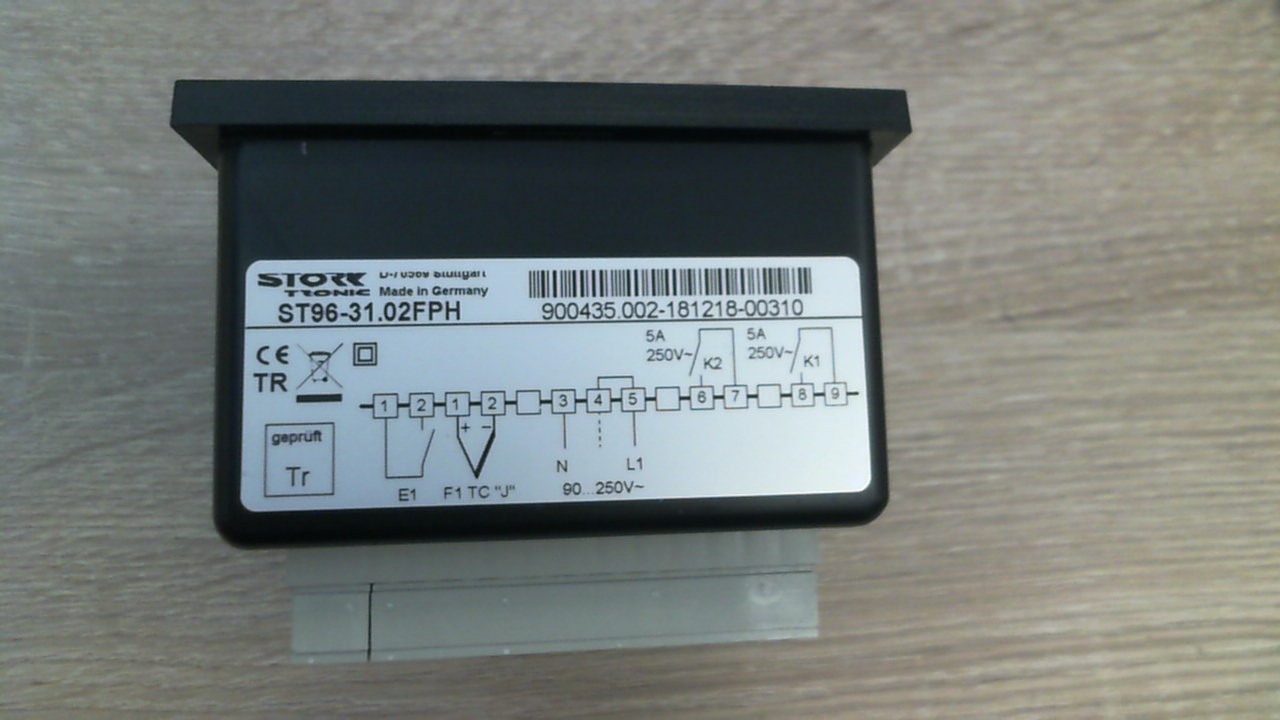 STORK
TRONIC
D-70569 Stuttgart
Made in Germany
ST96-31.02FPH
900435.002-181218-00310
CE
TR
geprüft
Tr
5A
250V~
K2
5A
250V~
K1
1 2 1 2 3 4 5 6 7 8 9
+ −
E1
F1 TC "J"
N
L1
90...250V~